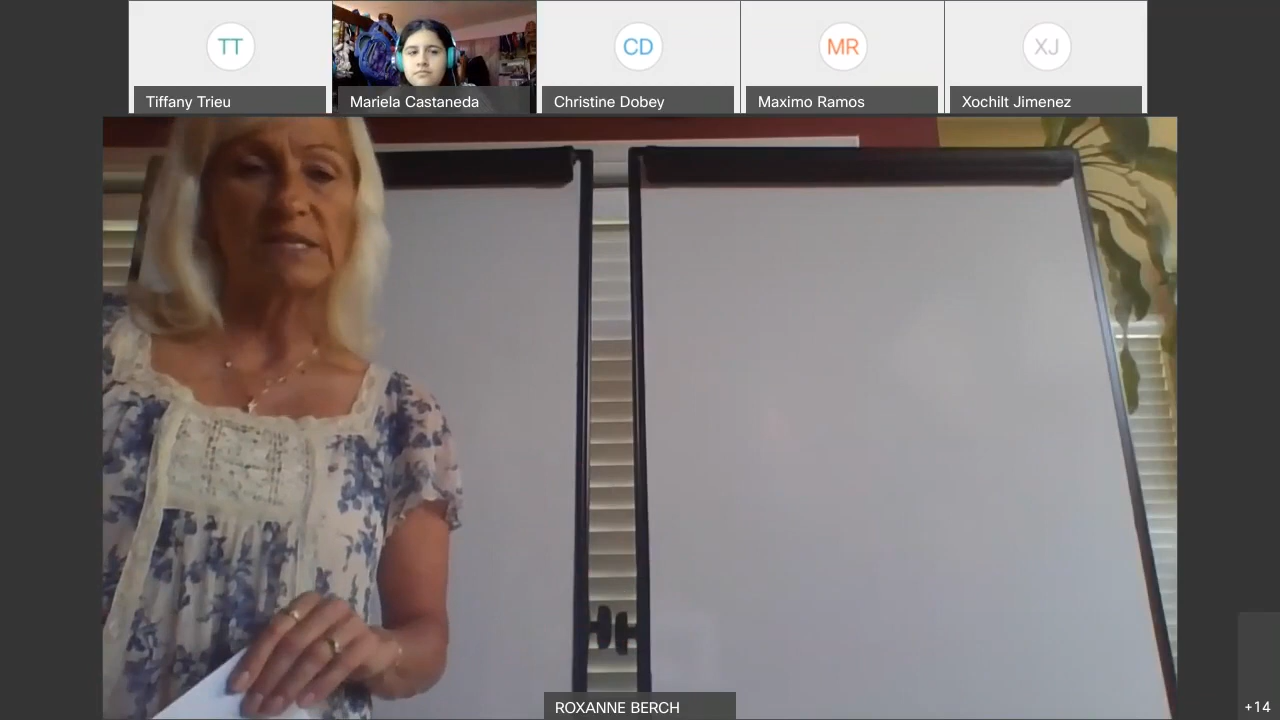 TT
CD
MR
XJ
Tiffany Trieu
Mariela Castaneda
Christine Dobey
Maximo Ramos
Xochilt Jimenez
ROXANNE BERCH
+14